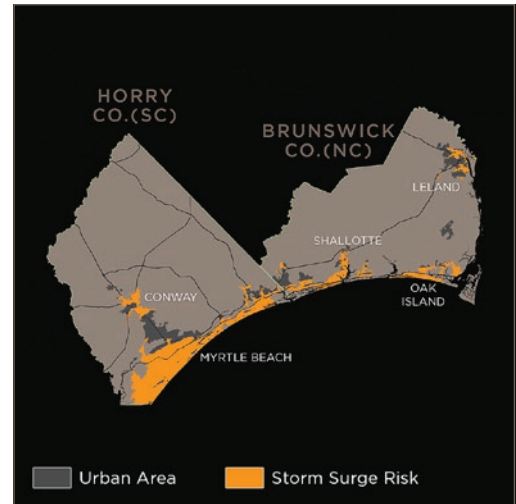 HORRY
CO.(SC)
BRUNSWICK
CO.(NC)
LELAND
SHALLOTTE
CONWAY
OAK
ISLAND
MYRTLE BEACH
Urban Area
Storm Surge Risk